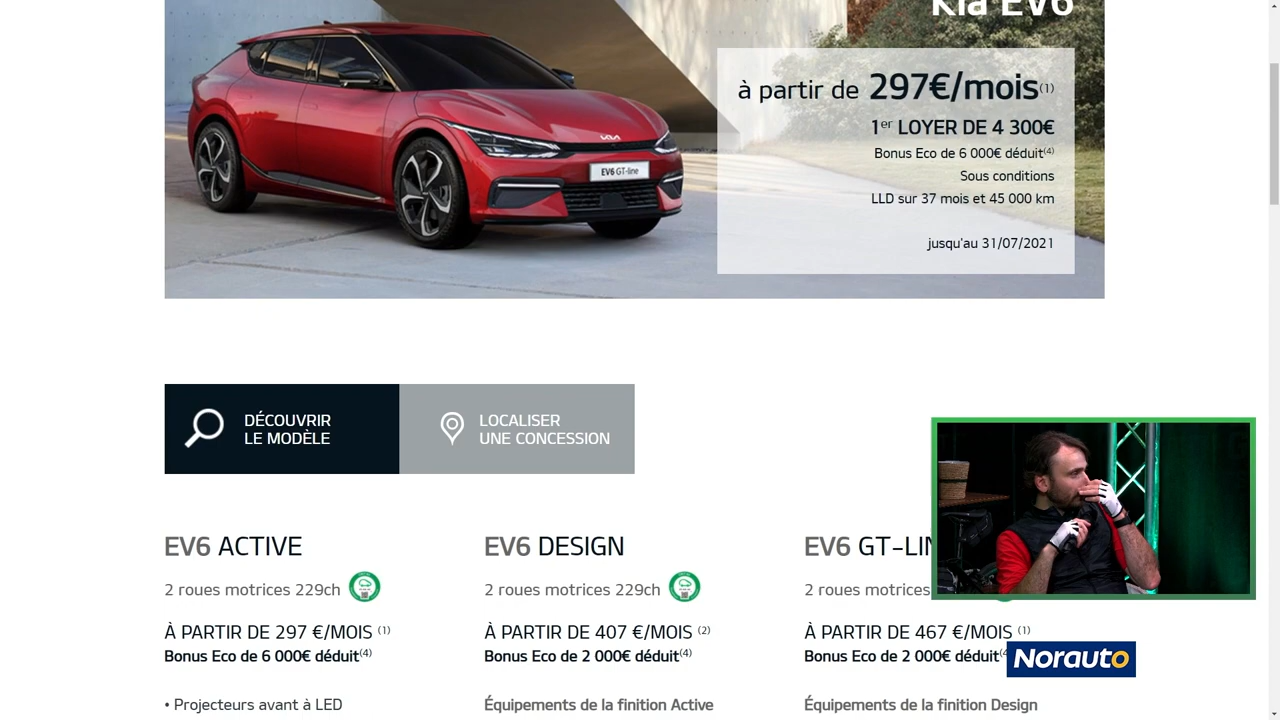 Kia EV6
à partir de 297€/mois(1)
1er LOYER DE 4 300€
Bonus Eco de 6 000€ déduit(4)
Sous conditions
LLD sur 37 mois et 45 000 km
jusqu'au 31/07/2021
EV6 GT-line
DÉCOUVRIR
LE MODÈLE
LOCALISER
UNE CONCESSION
EV6 ACTIVE
2 roues motrices 229ch
À PARTIR DE 297 €/MOIS (1)
Bonus Eco de 6 000€ déduit(4)
• Projecteurs avant à LED
EV6 DESIGN
2 roues motrices 229ch
À PARTIR DE 407 €/MOIS (2)
Bonus Eco de 2 000€ déduit(4)
Équipements de la finition Active
EV6 GT-LIN
2 roues motrices
À PARTIR DE 467 €/MOIS (1)
Bonus Eco de 2 000€ déduit(4
Équipements de la finition Design
Norauto